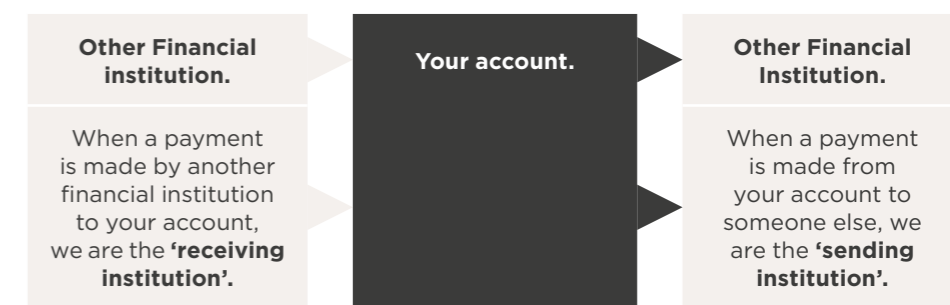 Other Financial
institution.
When a payment
is made by another
financial institution
to your account,
we are the ‘receiving
institution’.
Your account.
Other Financial
Institution.
When a payment
is made from
your account to
someone else, we
are the ‘sending
institution’.